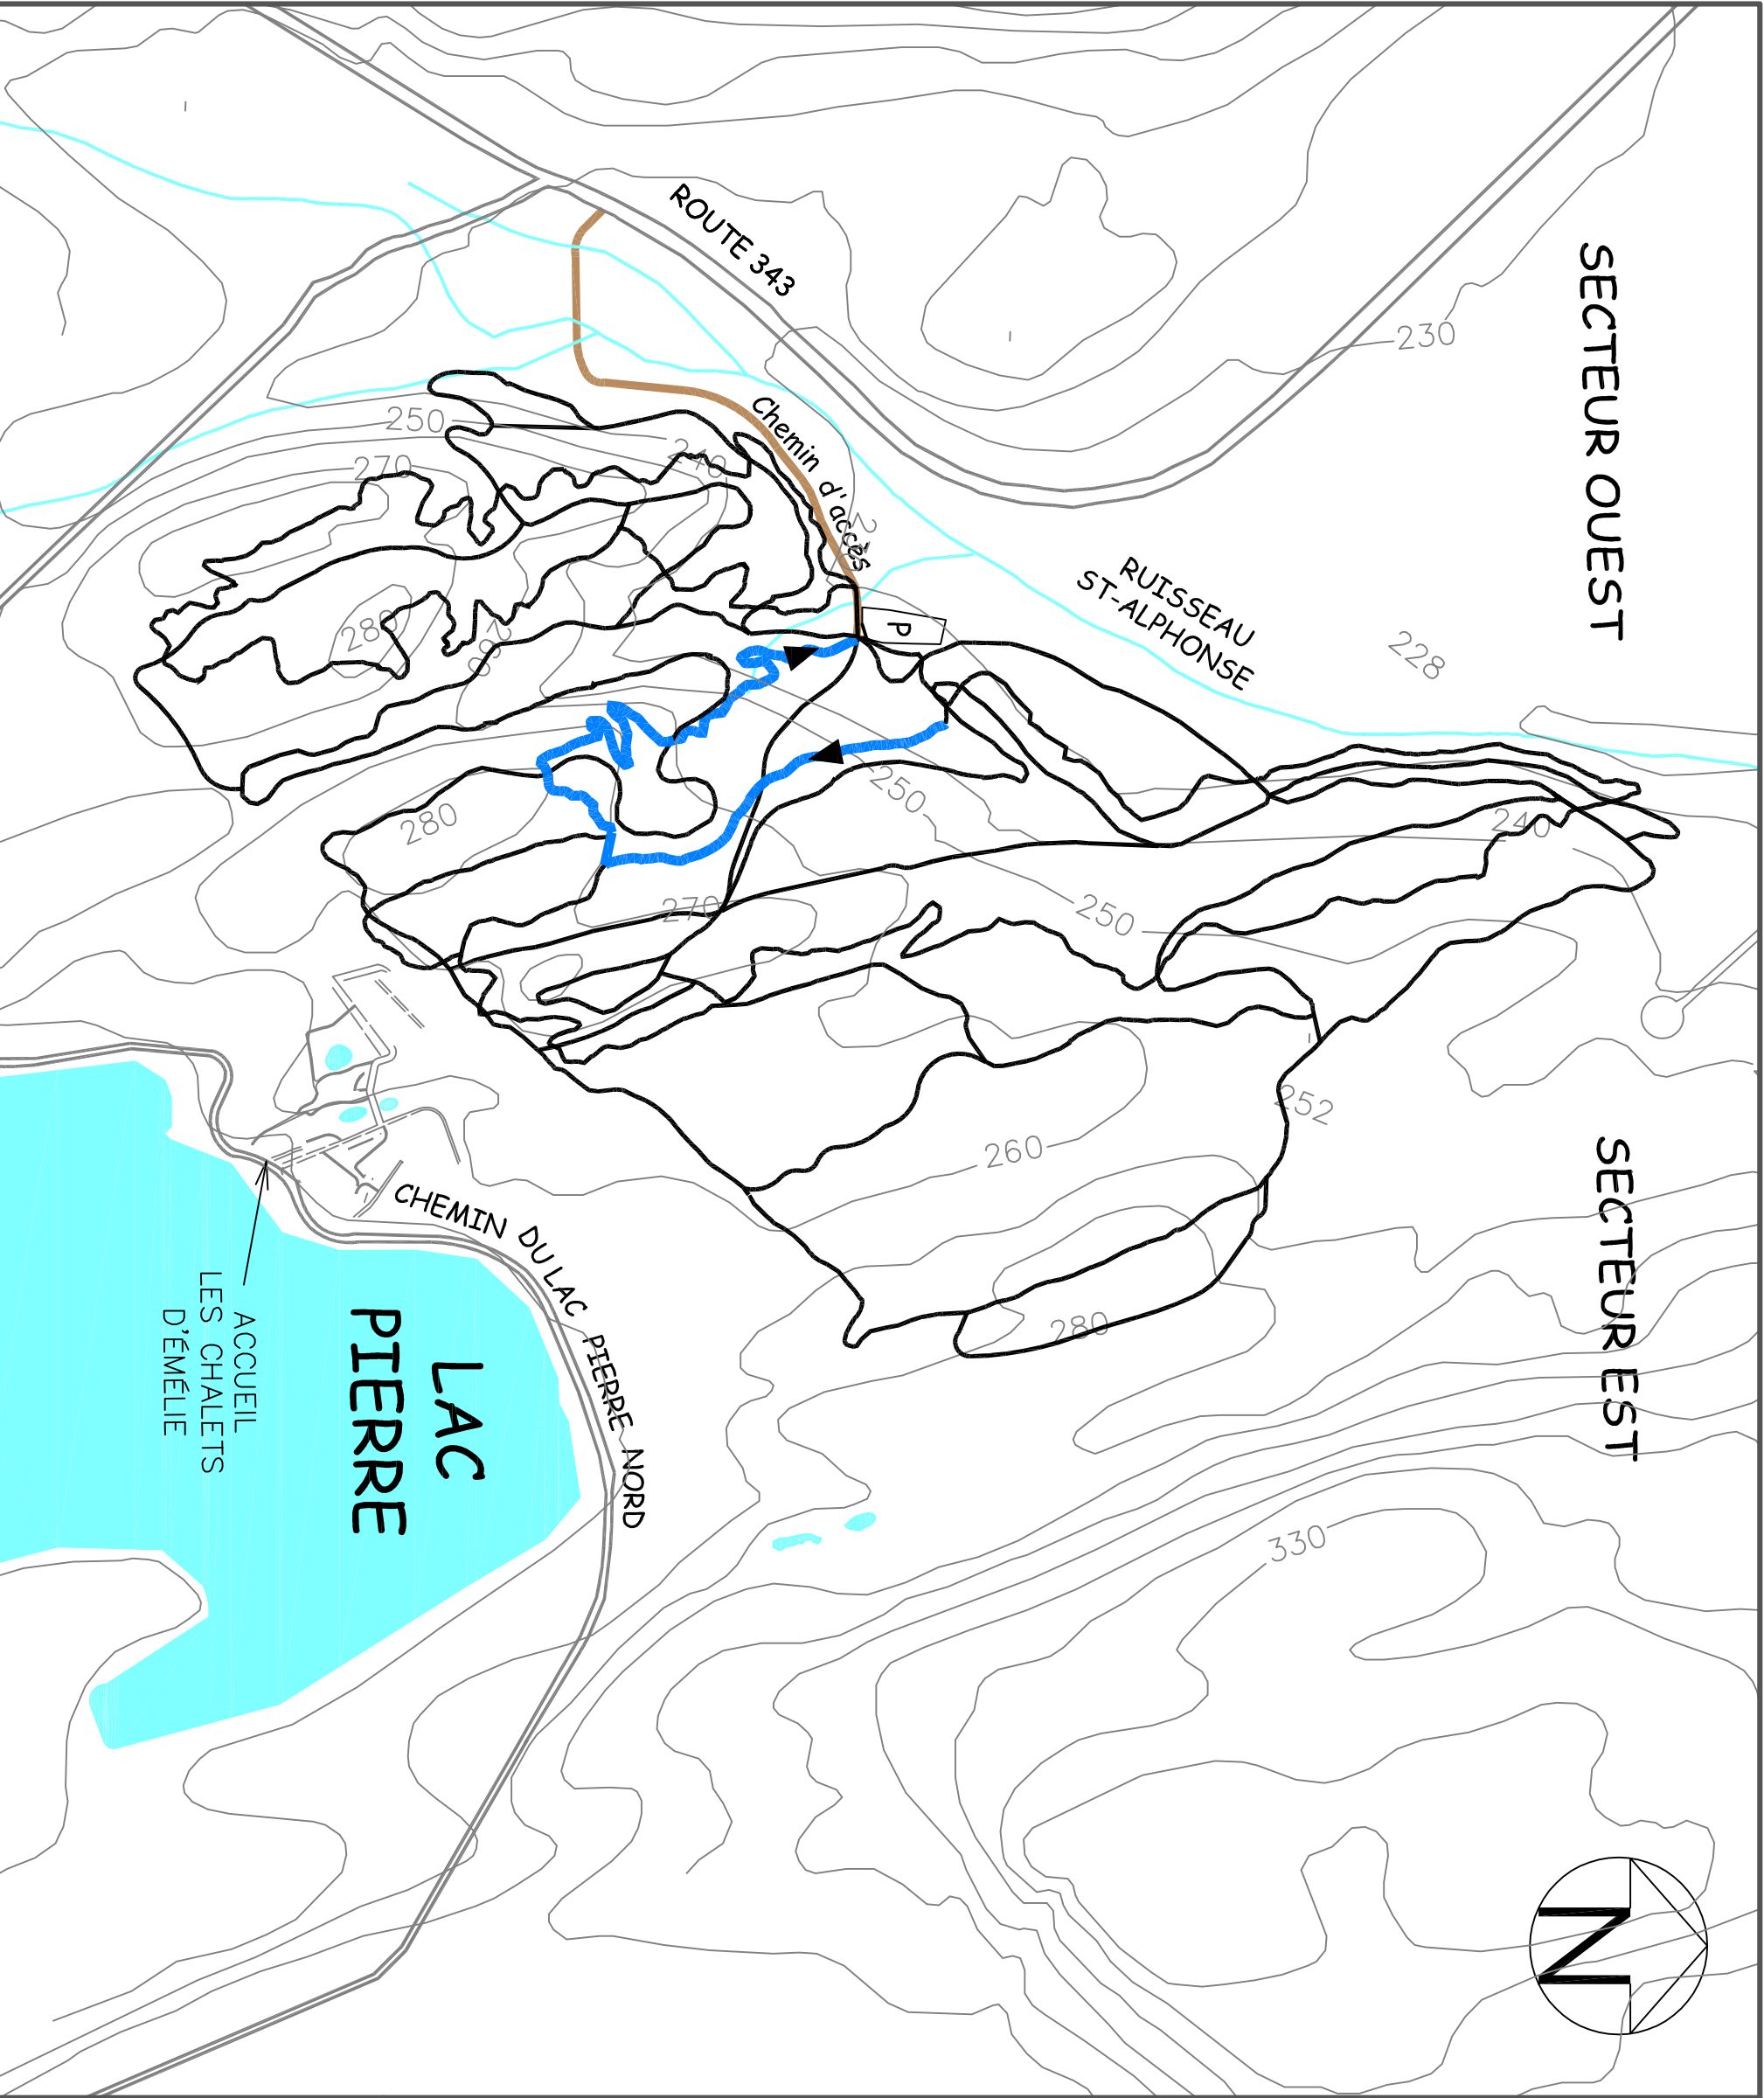 SECTEUR OUEST
SECTEUR EST
230
228
ROUTE 343
RUISSEAU
ST-ALPHONSE
Chemin d'accès
P
240
250
270
280
250
240
280
270
250
252
260
280
330
CHEMIN DU LAC PIERRE NORD
LAC
PIERRE
ACCUEIL
LES CHALETS
D'ÉMÉLIE
N